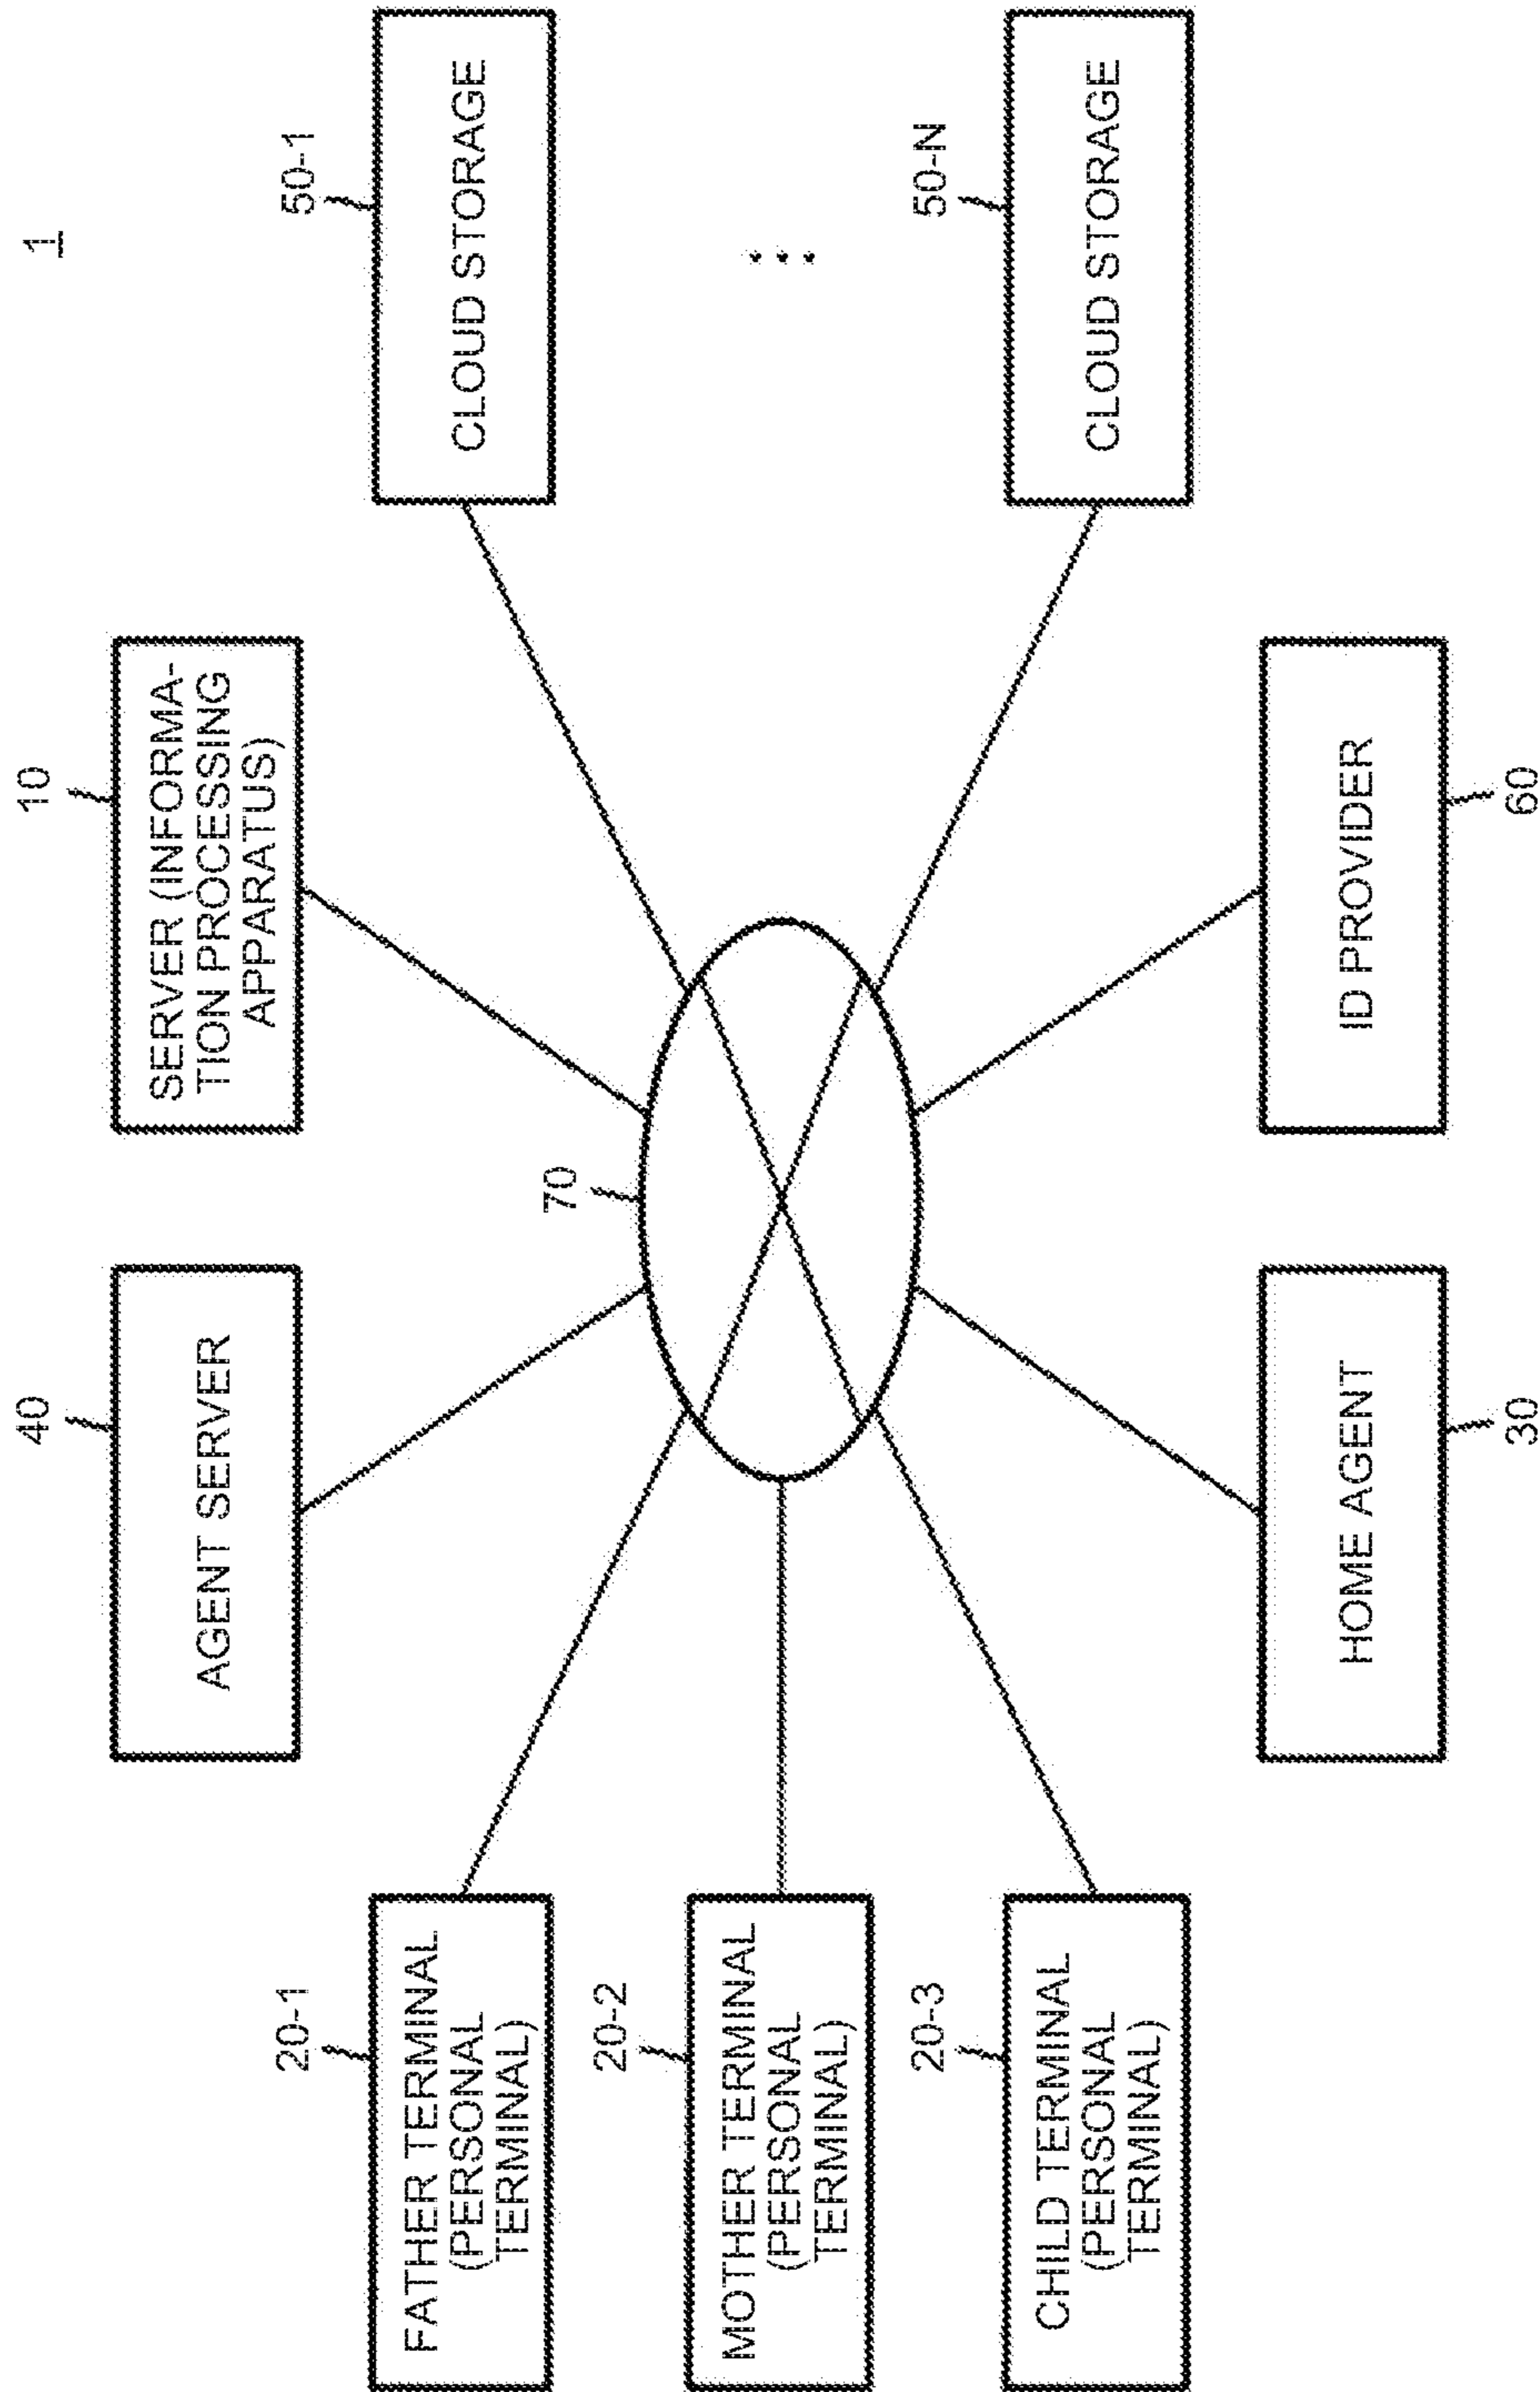 1
40
AGENT SERVER
10
SERVER (INFORMA-
TION PROCESSING
APPARATUS)
20-1
FATHER TERMINAL
(PERSONAL
TERMINAL)
50-1
CLOUD STORAGE
70
20-2
MOTHER TERMINAL
(PERSONAL
TERMINAL)
20-3
CHILD TERMINAL
(PERSONAL
TERMINAL)
50-N
CLOUD STORAGE
HOME AGENT
30
ID PROVIDER
60